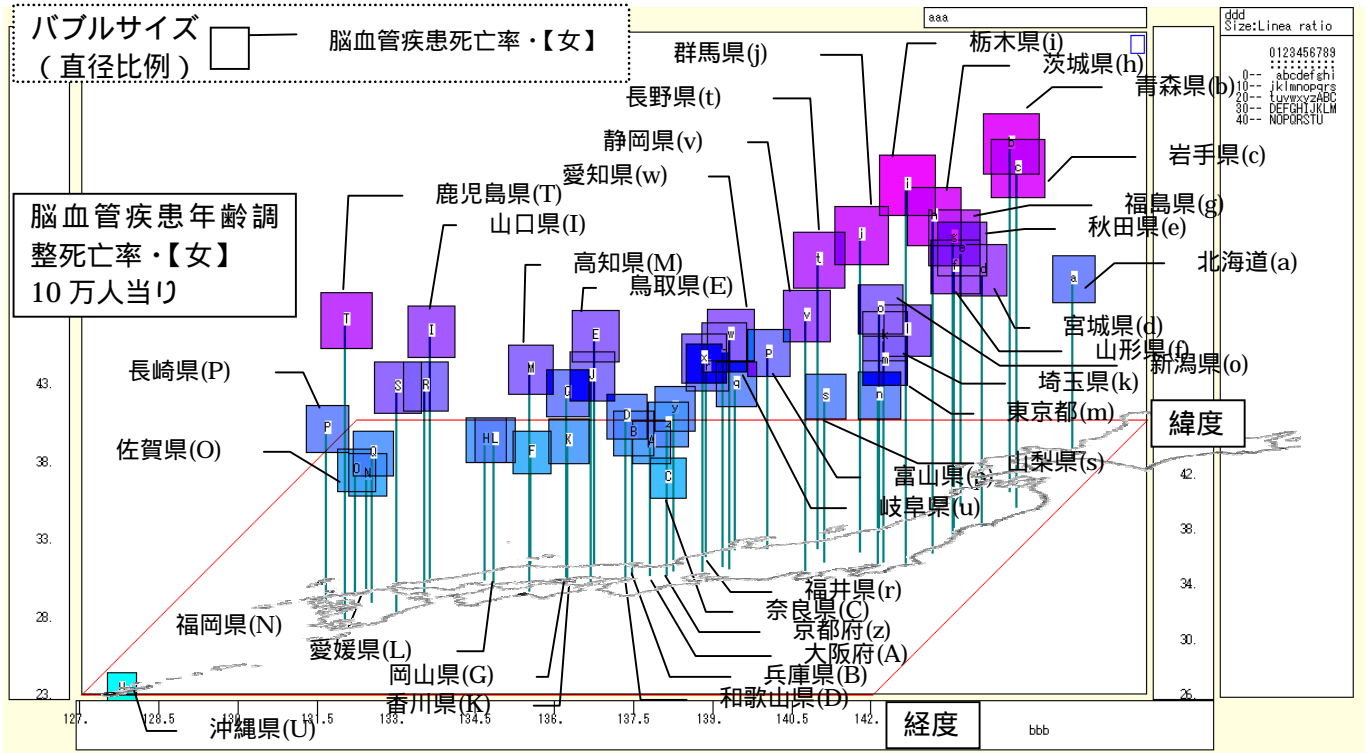 バブルサイズ
(直径比例)
脳血管疾患死亡率・【女】
aaa
ddd
Size:Linea ratio
0123456789
0-- abcdefghi
10-- jklmnopqrs
20-- tuvwxyzABC
30-- DEFGHIJKLM
40-- NOPQRSTU
群馬県(j)
栃木県(i)
茨城県(h)
青森県(b)
長野県(t)
静岡県(v)
岩手県(c)
愛知県(w)
鹿児島県(T)
福島県(g)
脳血管疾患年齢調
整死亡率・【女】
10 万人当り
山口県(I)
秋田県(e)
高知県(M)
北海道(a)
鳥取県(E)
宮城県(d)
山形県(f)
新潟県(o)
長崎県(P)
埼玉県(k)
東京都(m)
緯度
佐賀県(O)
山梨県(s)
富山県(p)
岐阜県(u)
福井県(r)
奈良県(C)
福岡県(N)
京都府(z)
愛媛県(L)
大阪府(A)
岡山県(G)
兵庫県(B)
香川県(K)
和歌山県(D)
沖縄県(U)
経度
bbb
43.
38.
33.
28.
23.
42.
38.
34.
30.
26.
127.
128.5
130.
131.5
133.
134.5
136.
137.5
139.
140.5
142.
b
c
i
j
t
a
g
e
f
d
T
I
E
M
v
o
k
l
w
m
p
x
q
s
n
S
R
J
P
D
B
A
y
z
C
H
L
F
K
O
N
Q